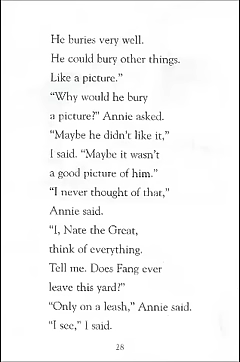 He buries very well.
He could bury other things.
Like a picture.”
“Why would he bury
a picture?” Annie asked.
“Maybe he didn’t like it,”
I said. “Maybe it wasn’t
a good picture of him.”
“I never thought of that,”
Annie said.
“I, Nate the Great,
think of everything.
Tell me. Does Fang ever
leave this yard?”
“Only on a leash,” Annie said.
“I see,” I said.
28